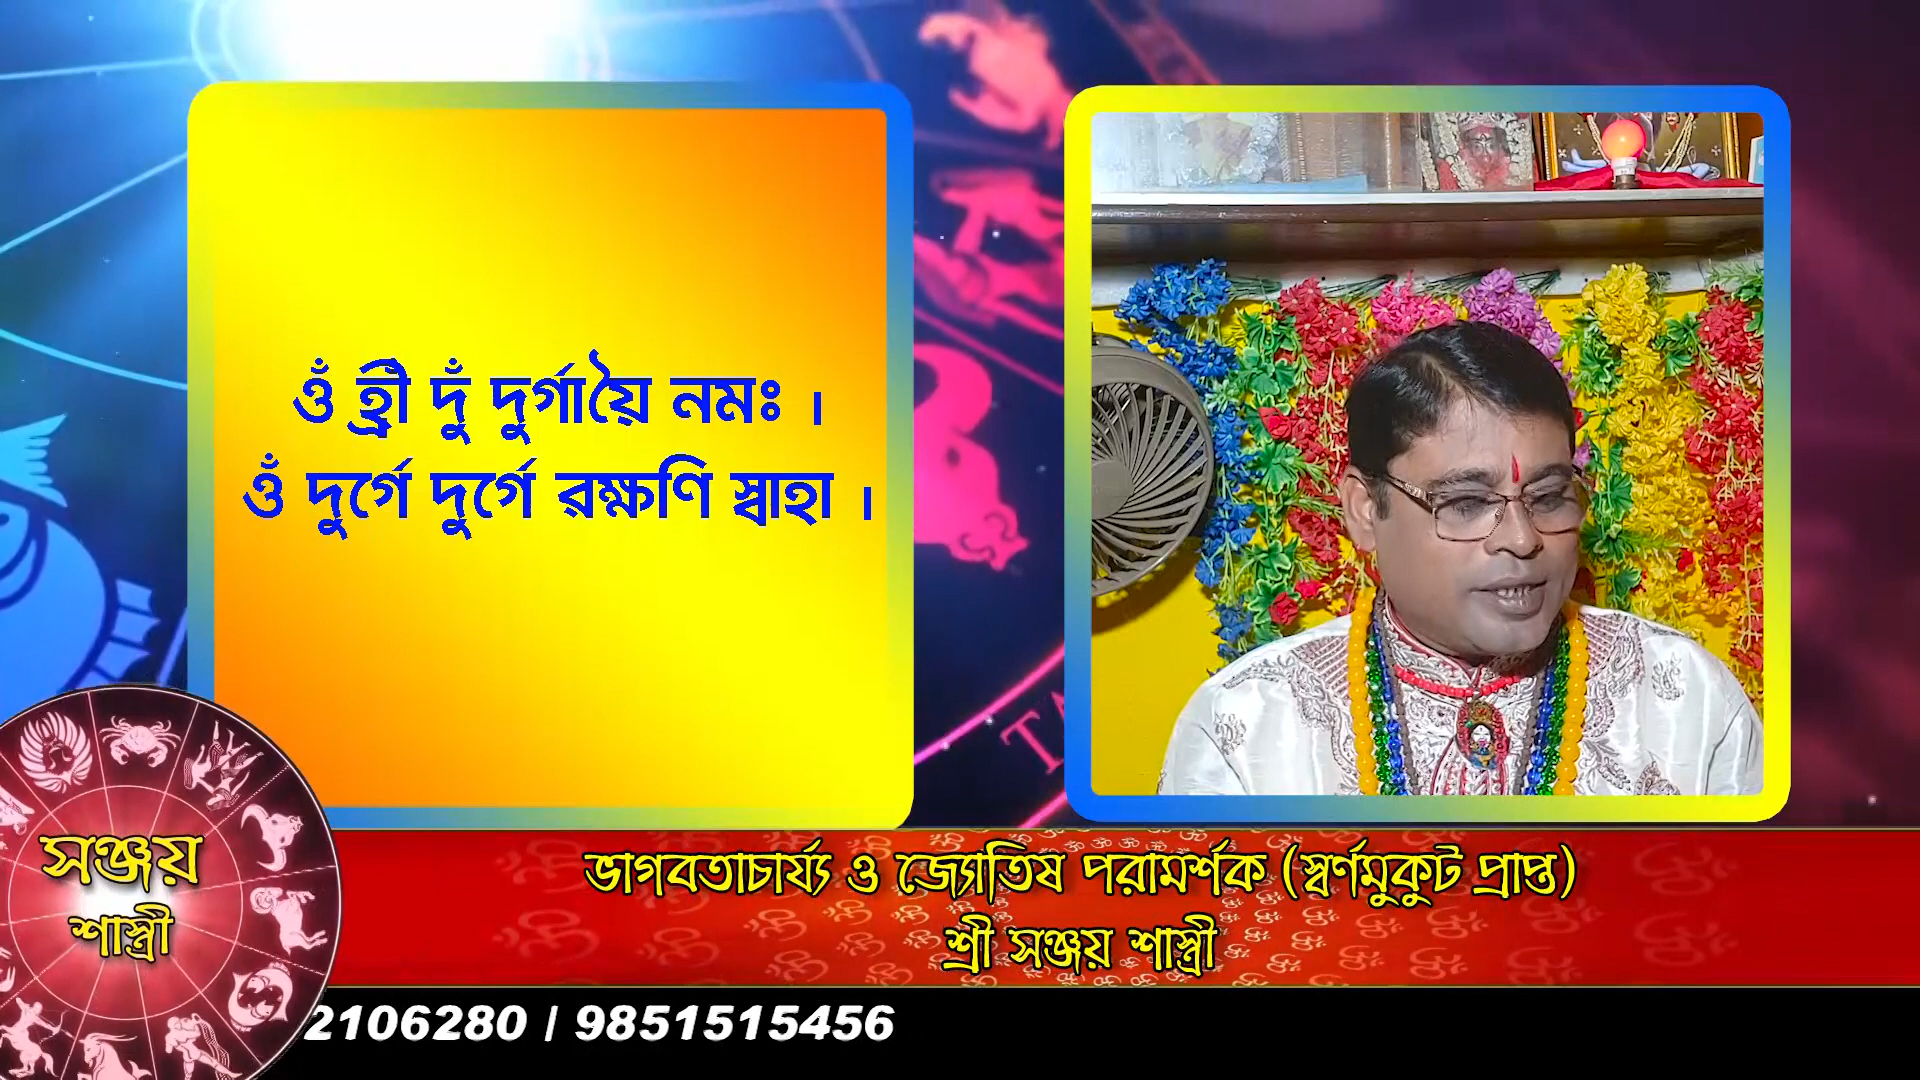 ওঁ হ্রী দুঁ দুর্গায়ৈ নমঃ ।
ওঁ দুর্গে দুর্গে রক্ষণি স্বাহা ।
সঞ্জয়
শাস্ত্রী
ভাগবতাচার্য্য ও জ্যোতিষ পরামর্শক (স্বর্ণমুকুট প্রাপ্ত)
শ্রী সঞ্জয় শাস্ত্রী
2106280 / 9851515456